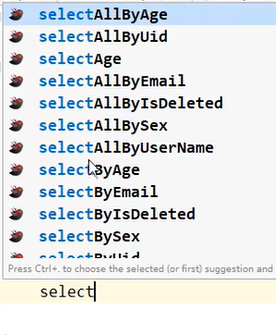 selectAllByAge
selectAllByUid
selectAge
selectAllByEmail
selectAllByIsDeleted
selectAllBySex
selectAllByUserName
selectByAge
selectByEmail
selectByIsDeleted
selectBySex
selectByUid
Press Ctrl+. to choose the selected (or first) suggestion and
select